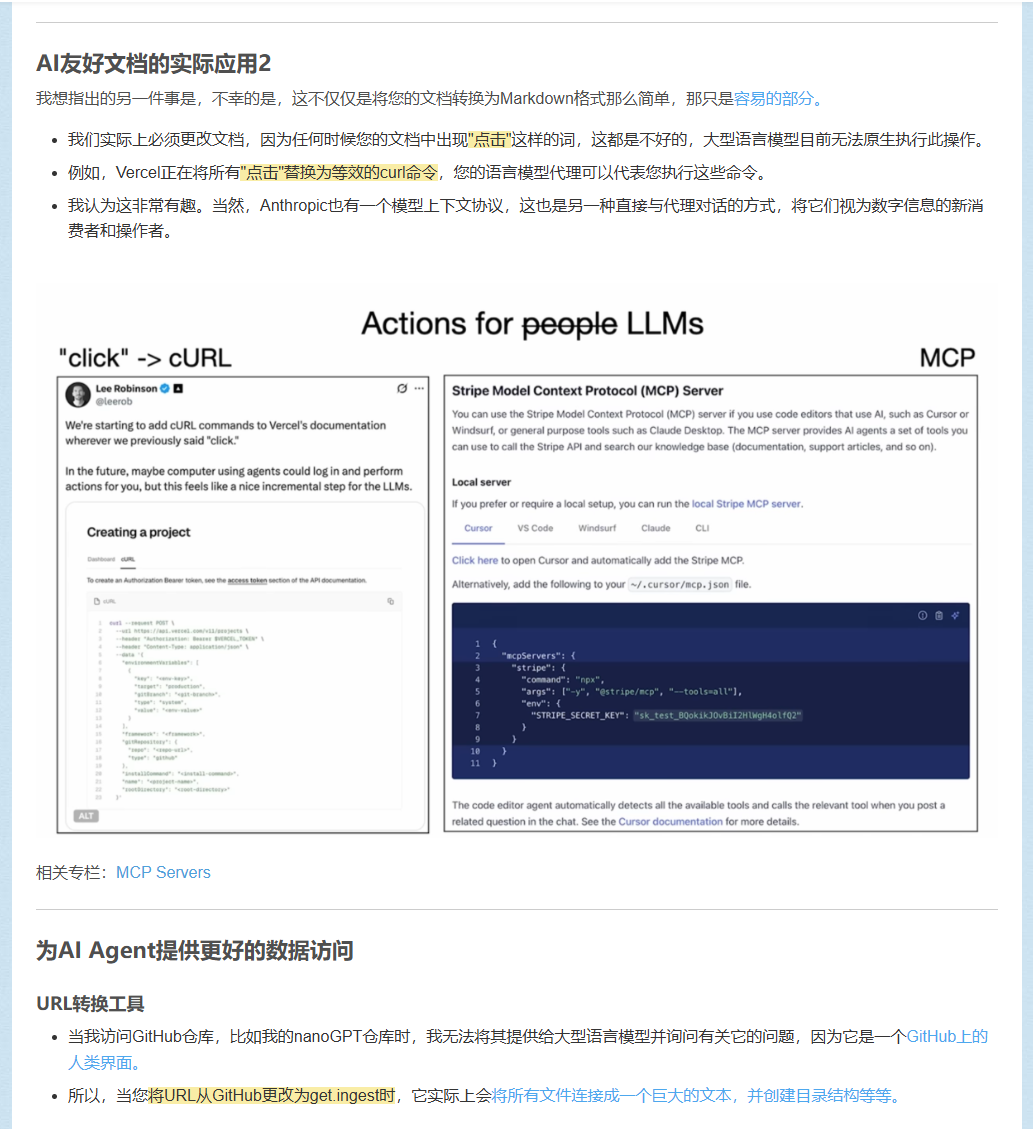 AI友好文档的实际应用2
我想指出的另一件事是，不幸的是，这不仅仅是将您的文档转换为Markdown格式那么简单，那只是容易的部分。
• 我们实际上必须更改文档，因为任何时候您的文档中出现"点击"这样的词，这都是不好的，大型语言模型目前无法原生执行此操作。
• 例如，Vercel正在将所有"点击"替换为等效的curl命令，您的语言模型代理可以代表您执行这些命令。
• 我认为这非常有趣。当然，Anthropic也有一个模型上下文协议，这也是另一种直接与代理对话的方式，将它们视为数字信息的新消
费者和操作者。
Actions for people LLMs
"click" -> cURL
Lee Robinson
@leerob
We're starting to add cURL commands to Vercel's documentation
wherever we previously said "click."
In the future, maybe computer using agents could log in and perform
actions for you, but this feels like a nice incremental step for the LLMs.
Creating a project
Dashboard cURL
To create an Authorization Bearer token, see the access token section of the API documentation.
cURL
1 curl --request POST \
2 --url https://api.vercel.com/v11/projects \
3 --header "Authorization: Bearer $VERCEL_TOKEN" \
4 --header "Content-Type: application/json" \
5 --data '{
6 "environmentVariables": [
7 {
8 "key": "<env-key>",
9 "target": "production",
10 "gitBranch": "<git-branch>",
11 "type": "system",
12 "value": "<env-value>"
13 }
14 ],
15 "framework": "<framework>",
16 "gitRepository": {
17 "repo": "<repo-url>",
18 "type": "github"
19 },
20 "installCommand": "<install-command>",
21 "name": "<project-name>",
22 "rootDirectory": "<root-directory>"
23 }'
ALT
MCP
Stripe Model Context Protocol (MCP) Server
You can use the Stripe Model Context Protocol (MCP) server if you use code editors that use AI, such as Cursor or
Windsurf, or general purpose tools such as Claude Desktop. The MCP server provides AI agents a set of tools you
can use to call the Stripe API and search our knowledge base (documentation, support articles, and so on).
Local server
If you prefer or require a local setup, you can run the local Stripe MCP server.
Cursor VS Code Windsurf Claude CLI
Click here to open Cursor and automatically add the Stripe MCP.
Alternatively, add the following to your ~/.cursor/mcp.json file.
1 {
2 "mcpServers": {
3 "stripe": {
4 "command": "npx",
5 "args": ["-y", "@stripe/mcp", "--tools=all"],
6 "env": {
7 "STRIPE_SECRET_KEY": "sk_test_BQokikJOvBiI2HlWgH4olfQ2"
8 }
9 }
10 }
11 }
The code editor agent automatically detects all the available tools and calls the relevant tool when you post a
related question in the chat. See the Cursor documentation for more details.
相关专栏：MCP Servers
为AI Agent提供更好的数据访问
URL转换工具
• 当我访问GitHub仓库，比如我的nanoGPT仓库时，我无法将其提供给大型语言模型并询问有关它的问题，因为它是一个GitHub上的
人类界面。
• 所以，当您将URL从GitHub更改为get.ingest时，它实际上会将所有文件连接成一个巨大的文本，并创建目录结构等等。